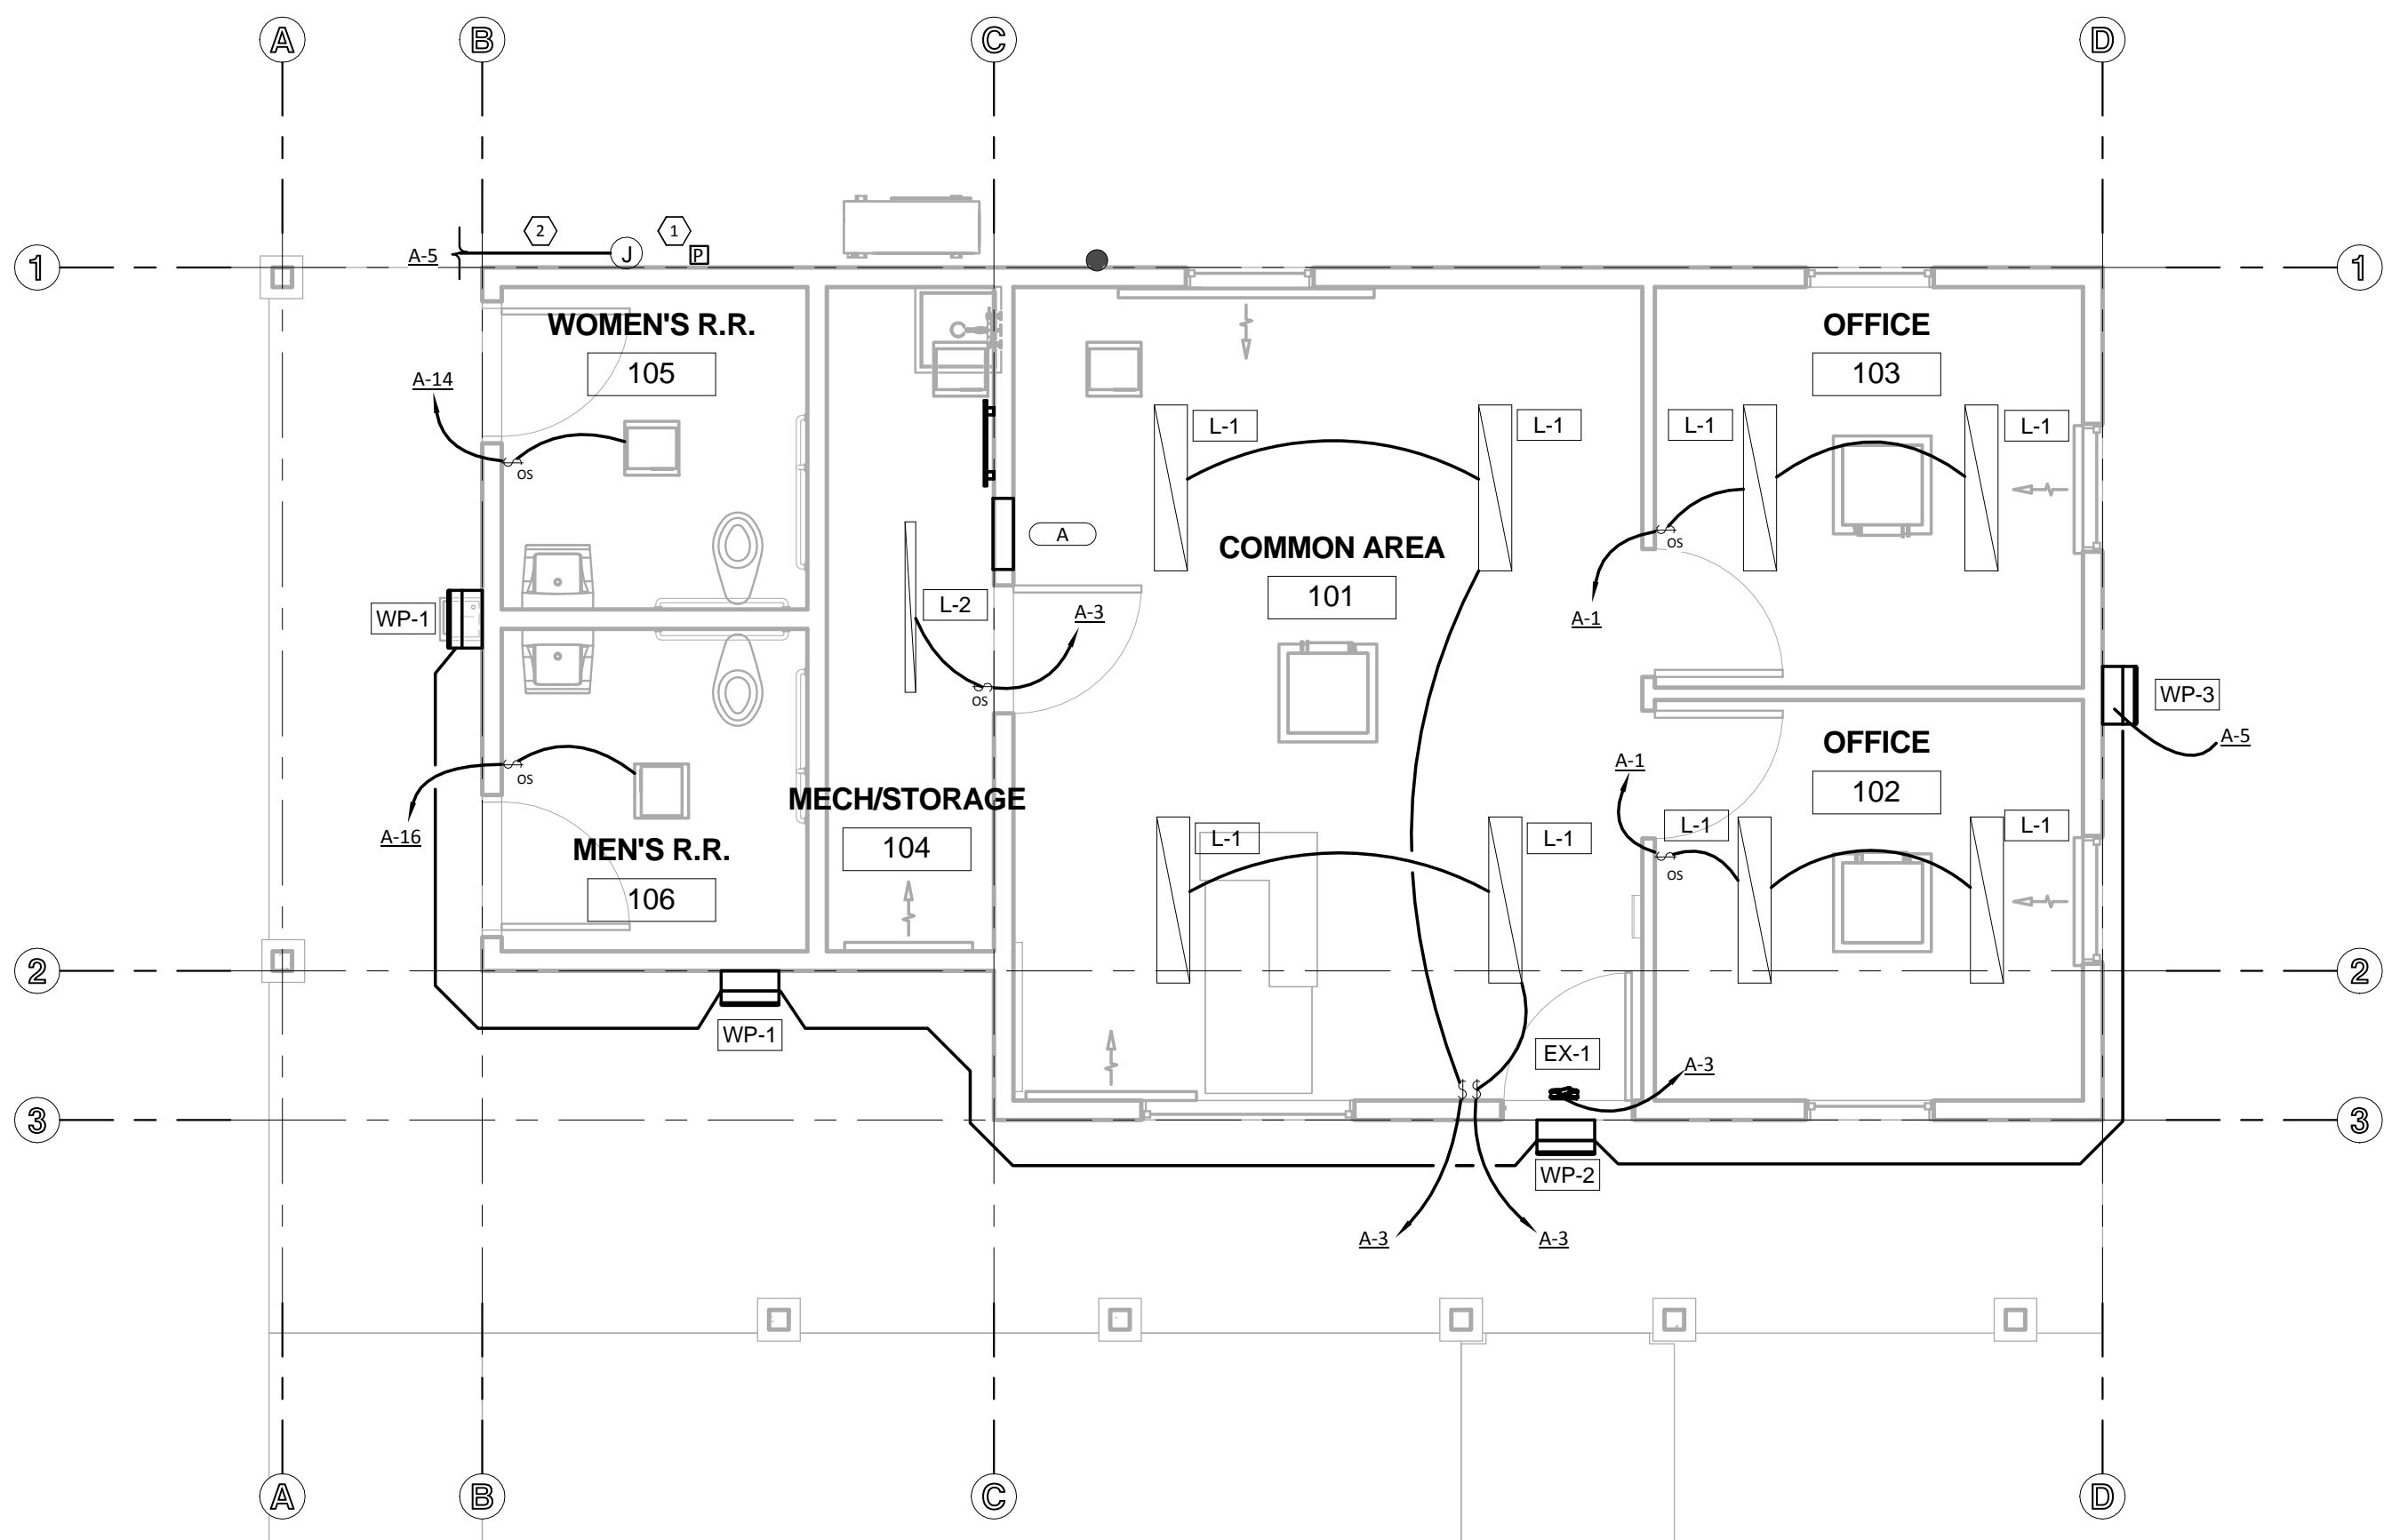 A B C D
2 1
A-5 J P
1 1
WOMEN'S R.R. OFFICE
105 103
A-14
L-1 L-1 L-1 L-1
OS
A OS
COMMON AREA
101
L-2 A-3 A-1
WP-1
OS WP-3
A-5
OFFICE
A-1
OS
102
MECH/STORAGE
A-16
L-1 L-1 L-1 L-1
MEN'S R.R. 104
OS
106
2 2
WP-1
EX-1
A-3
$ $
3 3
WP-2
A-3 A-3
A B C D